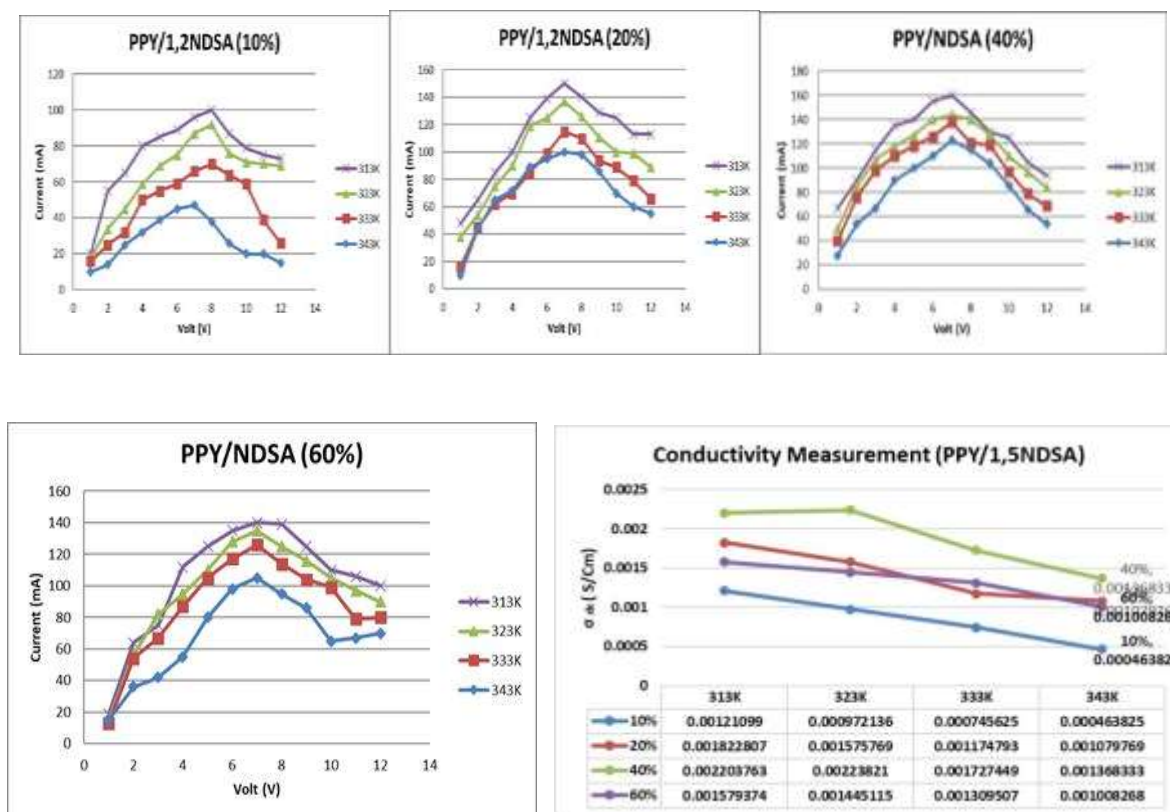 PPY/1,2NDSA (10%)
Current (mA)
120
100
80
60
40
20
0
0 2 4 6 8 10 12 14
Volt (V)
313K
323K
333K
343K
PPY/1,2NDSA (20%)
Current (mA)
160
140
120
100
80
60
40
20
0
0 2 4 6 8 10 12 14
Volt (V)
313K
323K
333K
343K
PPY/NDSA (40%)
Current (mA)
180
160
140
120
100
80
60
40
20
0
0 2 4 6 8 10 12 14
Volt (V)
313K
323K
333K
343K
PPY/NDSA (60%)
Current (mA)
160
140
120
100
80
60
40
20
0
0 2 4 6 8 10 12 14
Volt (V)
313K
323K
333K
343K
Conductivity Measurement (PPY/1,5NDSA)
σ dc ( S/Cm)
0.0025
0.002
0.0015
0.001
0.0005
0
40%,
60%,
0.00100826
10%,
0.00046382
313K 323K 333K 343K
10% 0.00121099 0.000972136 0.000745625 0.000463825
20% 0.001822807 0.001575769 0.001174793 0.001079769
40% 0.002203763 0.00223821 0.001727449 0.001368333
60% 0.001579374 0.001445115 0.001309507 0.001008268